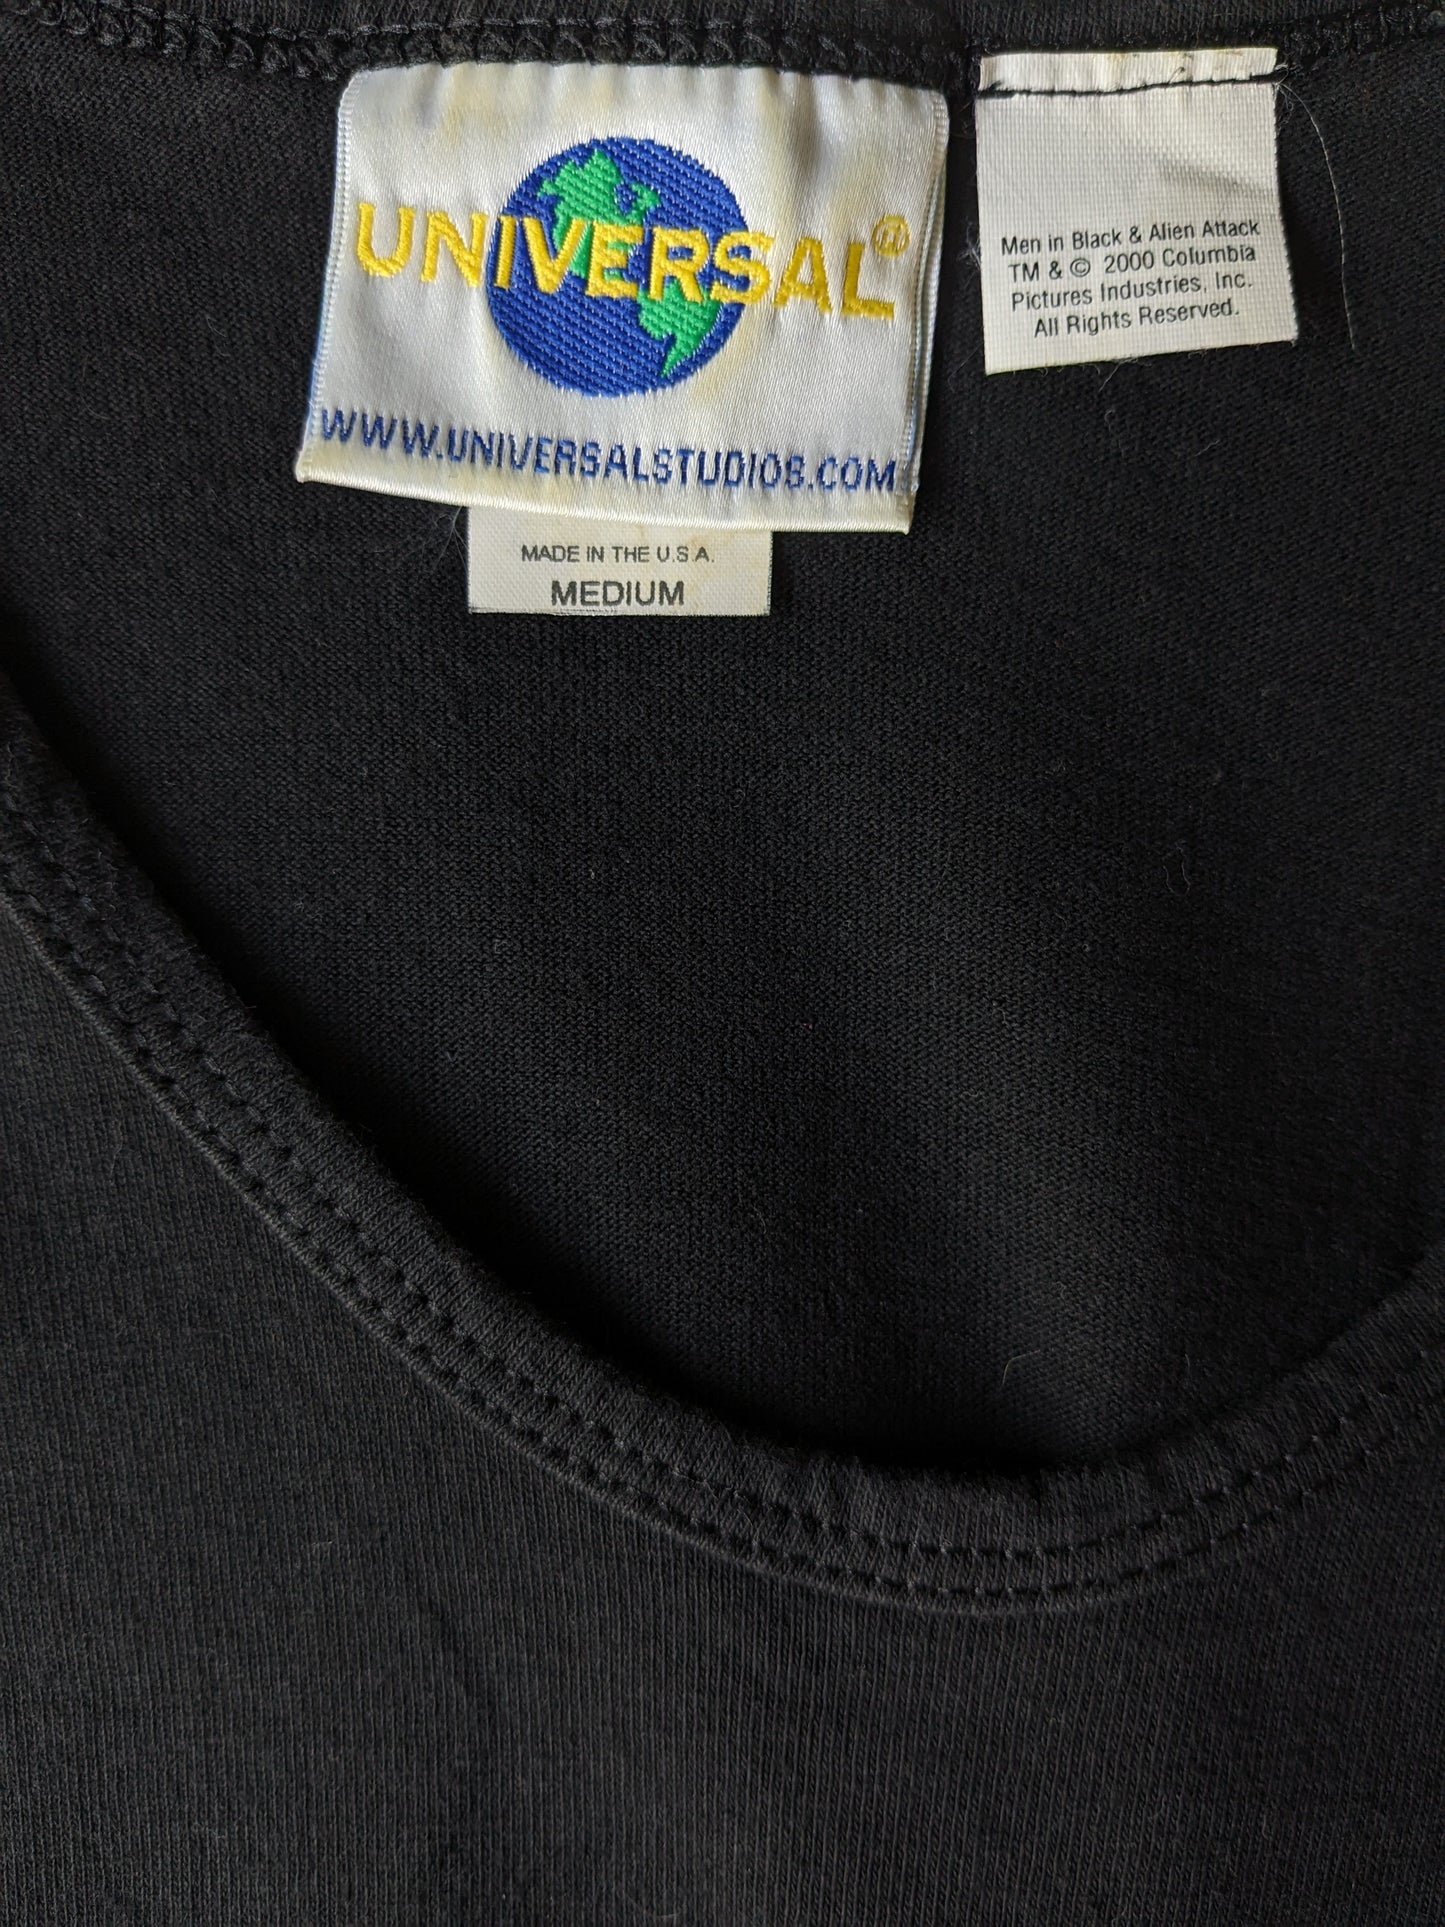 UNIVERSAL®
WWW.UNIVERSALSTUDIOS.COM
MADE IN THE U.S.A.
MEDIUM
Men in Black & Alien Attack
TM & © 2000 Columbia
Pictures Industries, Inc.
All Rights Reserved.